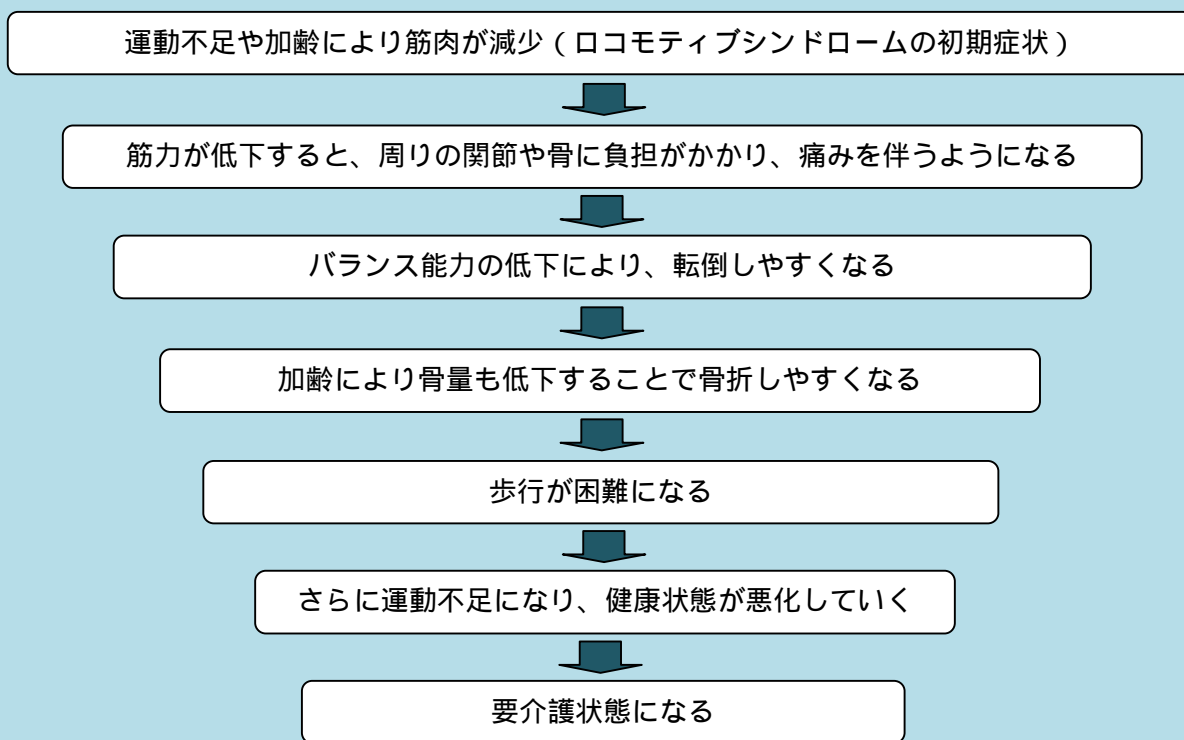 運動不足や加齢により筋肉が減少(ロコモティブシンドロームの初期症状)
筋力が低下すると、周りの関節や骨に負担がかかり、痛みを伴うようになる
バランス能力の低下により、転倒しやすくなる
加齢により骨量も低下することで骨折しやすくなる
歩行が困難になる
さらに運動不足になり、健康状態が悪化していく
要介護状態になる